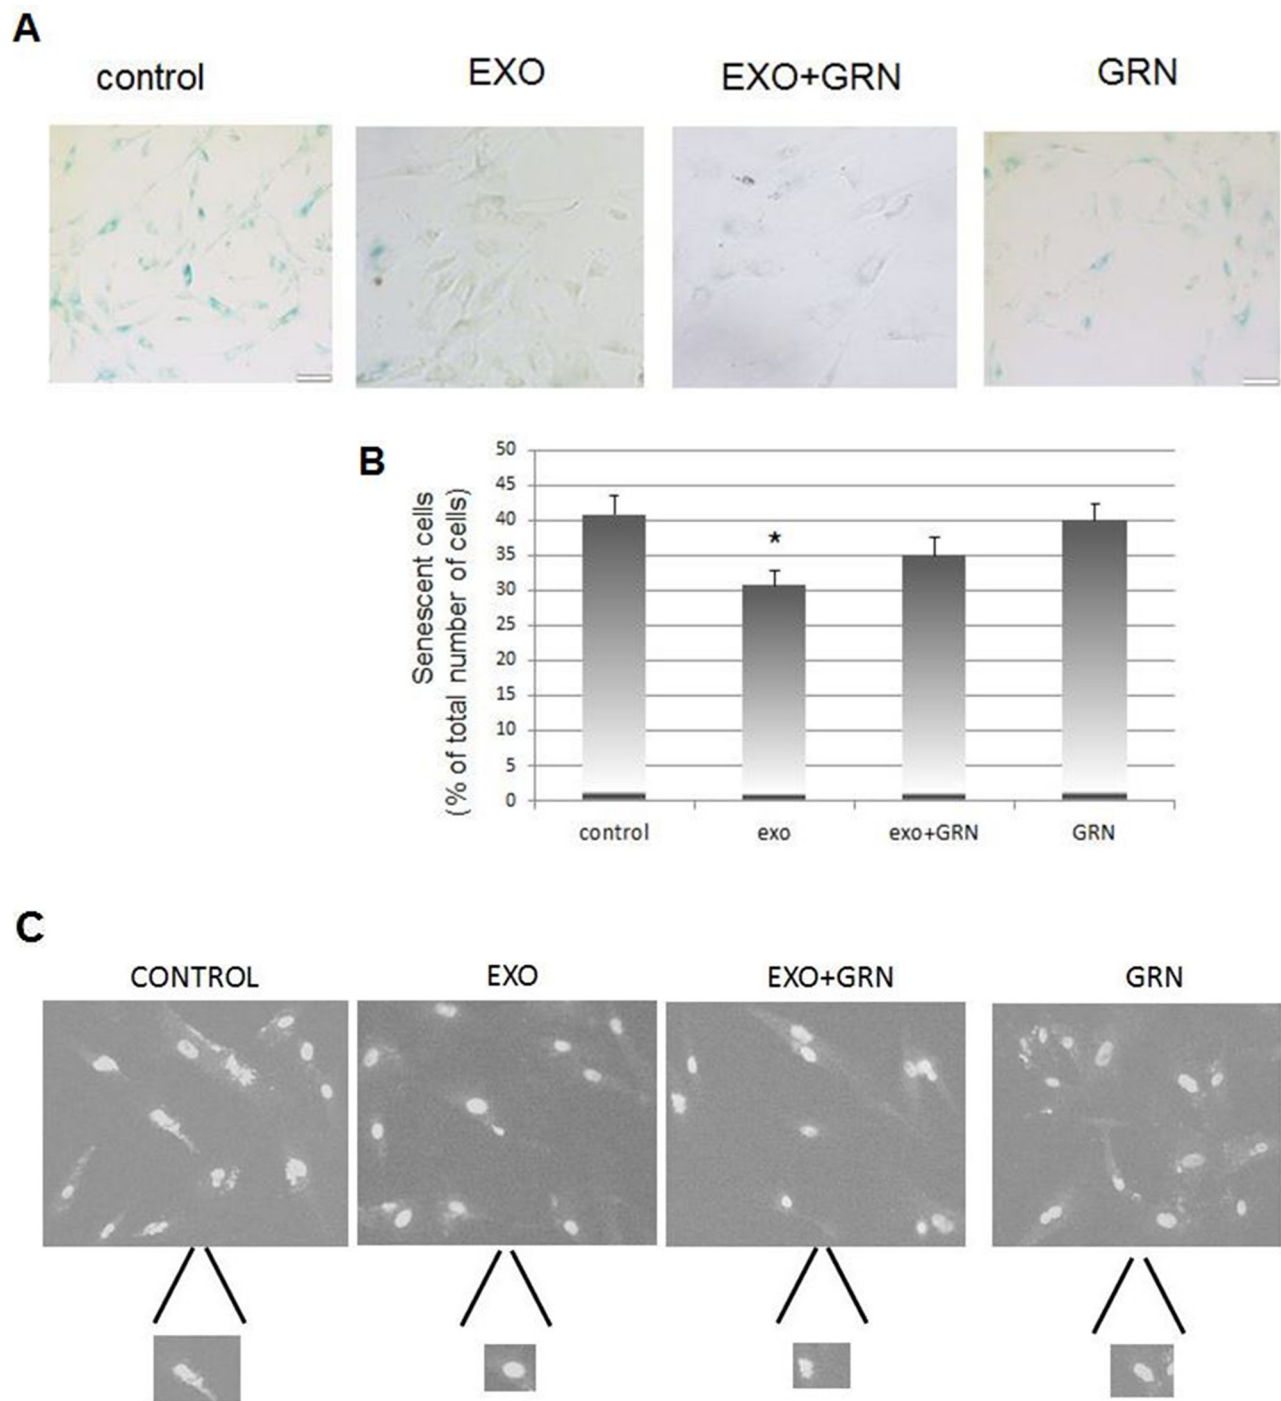 A
control EXO EXO+GRN GRN
B
Senescent cells
(% of total number of cells)
50
45
40
35
30
25
20
15
10
5
0
*
control exo exo+GRN GRN
C
CONTROL EXO EXO+GRN GRN